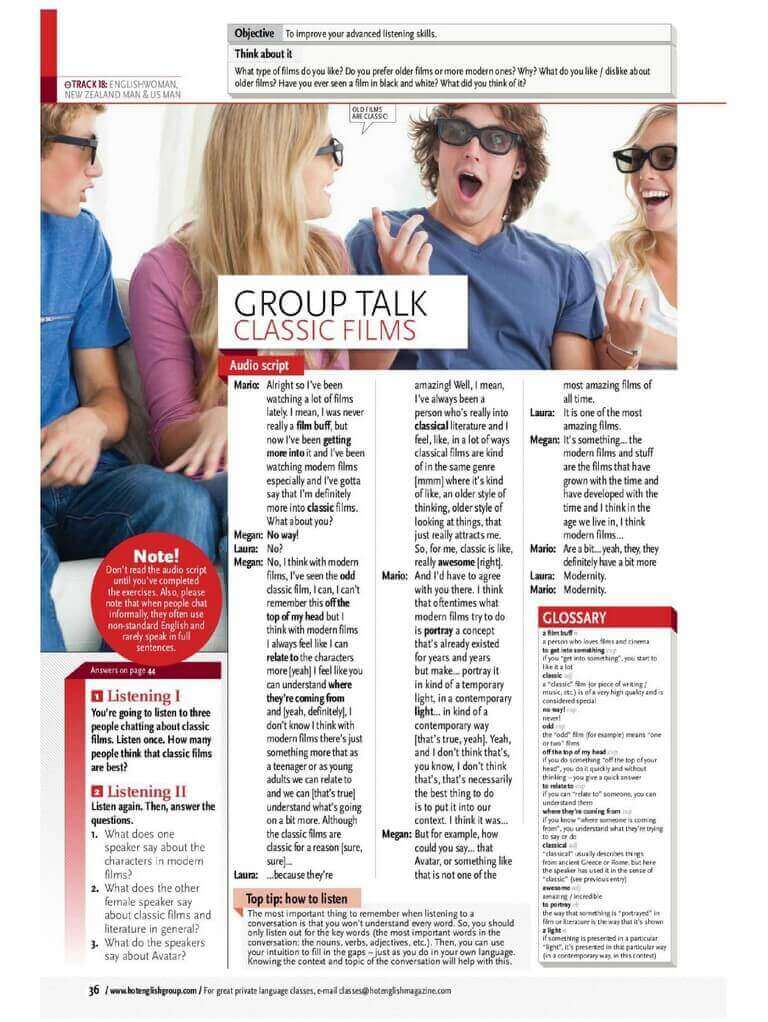 Objective To improve your advanced listening skills.
Think about it
What type of films do you like? Do you prefer older films or more modern ones? Why? What do you like / dislike about
older films? Have you ever seen a film in black and white? What did you think of it?
TRACK 18: ENGLISHWOMAN,
NEW ZEALAND MAN & US MAN
OLD FILMS
ARE CLASSIC!
GROUP TALK
CLASSIC FILMS
Audio script
Mario: Alright so I've been
watching a lot of films
lately. I mean, I was never
really a film buff, but
now I've been getting
more into it and I've been
watching modern films
especially and I've gotta
say that I'm definitely
more into classic films.
What about you?
Megan: No way!
Laura: No?
Megan: No, I think with modern
films, I've seen the odd
classic film, I can, I can't
remember this off the
top of my head but I
think with modern films
I always feel like I can
relate to the characters
more [yeah] I feel like you
can understand where
they're coming from
and [yeah, definitely], I
don't know I think with
modern films there's just
something more that as
a teenager or as young
adults we can relate to
and we can [that's true]
understand what's going
on a bit more. Although
the classic films are
classic for a reason [sure,
sure]...
Laura: ...because they're
amazing! Well, I mean,
I've always been a
person who's really into
classical literature and I
feel, like, in a lot of ways
classical films are kind
of in the same genre
[mmm] where it's kind
of like, an older style of
thinking, older style of
looking at things, that
just really attracts me.
So, for me, classic is like,
really awesome [right].
Mario: And I'd have to agree
with you there. I think
that oftentimes what
modern films try to do
is portray a concept
that's already existed
for years and years
but make... portray it
in kind of a temporary
light, in a contemporary
light... in kind of a
contemporary way
[that's true, yeah]. Yeah,
and I don't think that's,
you know, I don't think
that's, that's necessarily
the best thing to do
is to put it into our
context. I think it was...
Megan: But for example, how
could you say... that
Avatar, or something like
that is not one of the
most amazing films of
all time.
Laura: It is one of the most
amazing films.
Megan: It's something... the
modern films and stuff
are the films that have
grown with the time and
have developed with the
time and I think in the
age we live in, I think
modern films...
Mario: Are a bit... yeah, they, they
definitely have a bit more
Laura: Modernity.
Mario: Modernity.
Note!
Don't read the audio script
until you've completed
the exercises. Also, please
note that when people chat
informally, they often use
non-standard English and
rarely speak in full
sentences.
Answers on page 44
1 Listening I
You're going to listen to three
people chatting about classic
films. Listen once. How many
people think that classic films
are best?
2 Listening II
Listen again. Then, answer the
questions.
1. What does one
speaker say about the
characters in modern
films?
2. What does the other
female speaker say
about classic films and
literature in general?
3. What do the speakers
say about Avatar?
Top tip: how to listen
The most important thing to remember when listening to a
conversation is that you won't understand every word. So, you should
only listen out for the key words (the most important words in the
conversation: the nouns, verbs, adjectives, etc.). Then, you can use
your intuition to fill in the gaps – just as you do in your own language.
Knowing the context and topic of the conversation will help with this.
GLOSSARY
a film buff n
a person who loves films and cinema
to get into something exp
if you "get into something", you start to
like it a lot
classic adj
a "classic" film (or piece of writing /
music, etc.) is of a very high quality and is
considered special
no way! exp
never!
odd adj
the "odd" film (for example) means "one
or two" films
off the top of my head exp
if you do something "off the top of your
head", you do it quickly and without
thinking – you give a quick answer
to relate to exp
if you can "relate to" someone, you can
understand them
where they're coming from exp
if you know "where someone is coming
from", you understand what they're trying
to say or do
classical adj
"classical" usually describes things
from ancient Greece or Rome, but here
the speaker has used it in the sense of
"classic" (see previous entry)
awesome adj
amazing / incredible
to portray vb
the way that something is "portrayed" in
film or literature is the way that it's shown
a light n
if something is presented in a particular
"light", it's presented in that particular way
(in a contemporary way, in this context)
36 / www.hotenglishgroup.com / For great private language classes, e-mail classes@hotenglishmagazine.com